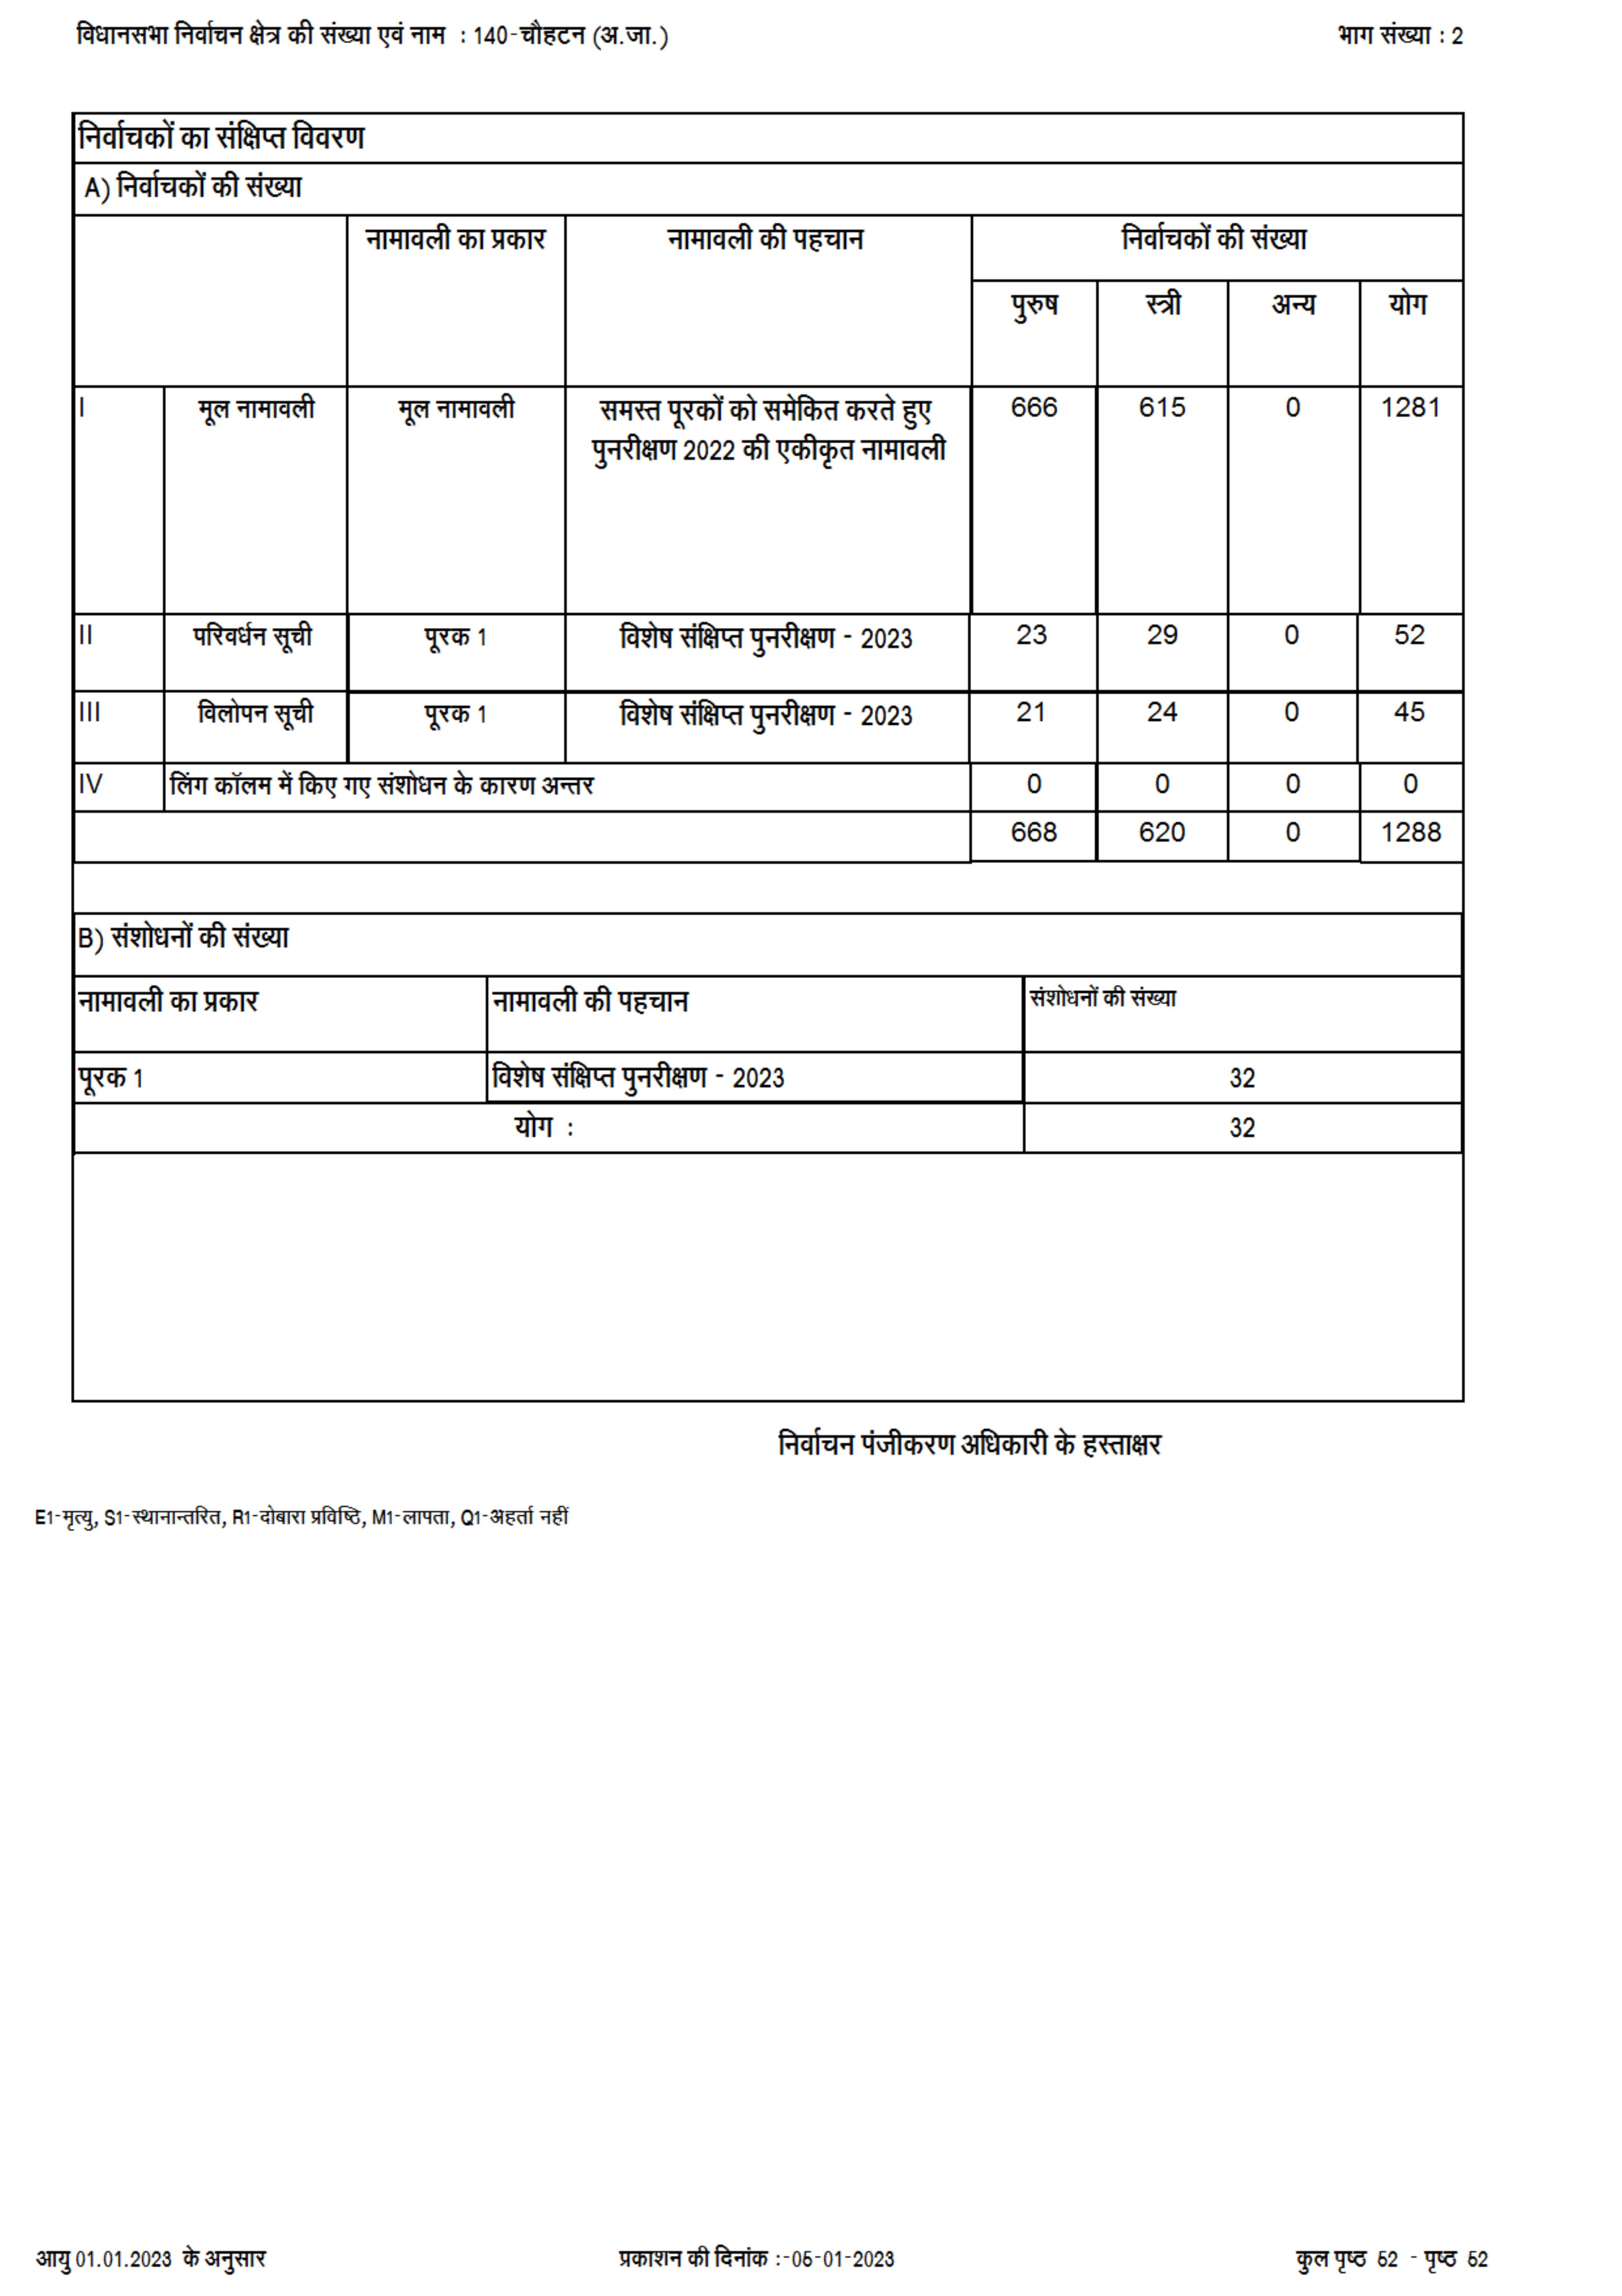 विधानसभा निर्वाचन क्षेत्र की संख्या एवं नाम : 140-चौहटन (अ.जा.) भाग संख्या : 2
निर्वाचकों का संक्षिप्त विवरण
A) निर्वाचकों की संख्या
नामावली का प्रकार नामावली की पहचान निर्वाचकों की संख्या
पुरुष स्त्री अन्य योग
I मूल नामावली मूल नामावली समस्त पूरकों को समेकित करते हुए 666 615 0 1281
पुनरीक्षण 2022 की एकीकृत नामावली
II परिवर्धन सूची पूरक 1 विशेष संक्षिप्त पुनरीक्षण - 2023 23 29 0 52
III विलोपन सूची पूरक 1 विशेष संक्षिप्त पुनरीक्षण - 2023 21 24 0 45
IV लिंग कॉलम में किए गए संशोधन के कारण अन्तर 0 0 0 0
668 620 0 1288
B) संशोधनों की संख्या
नामावली का प्रकार नामावली की पहचान संशोधनों की संख्या
पूरक 1 विशेष संक्षिप्त पुनरीक्षण - 2023 32
योग : 32
निर्वाचन पंजीकरण अधिकारी के हस्ताक्षर
E1-मृत्यु, S1-स्थानान्तरित, R1-दोबारा प्रविष्ठि, M1-लापता, Q1-अहर्ता नहीं
आयु 01.01.2023 के अनुसार प्रकाशन की दिनांक :-05-01-2023 कुल पृष्ठ 52 - पृष्ठ 52